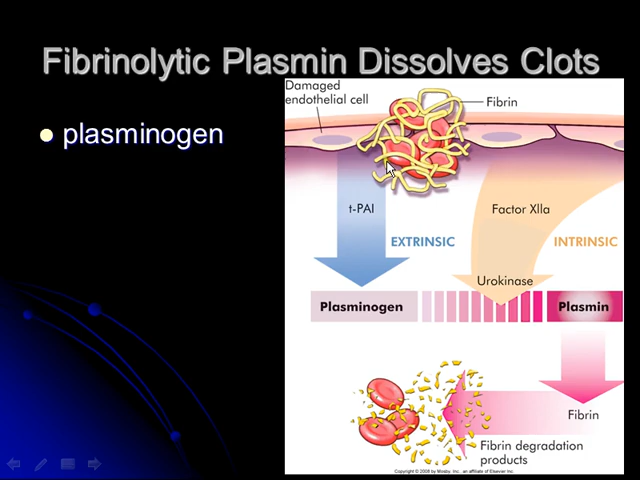 Fibrinolytic Plasmin Dissolves Clots
plasminogen
Damaged
endothelial cell
Fibrin
t-PAI
Factor XIIa
EXTRINSIC
INTRINSIC
Urokinase
Plasminogen
Plasmin
Fibrin
Fibrin degradation
products
Copyright © 2008 by Mosby, Inc., an affiliate of Elsevier Inc.